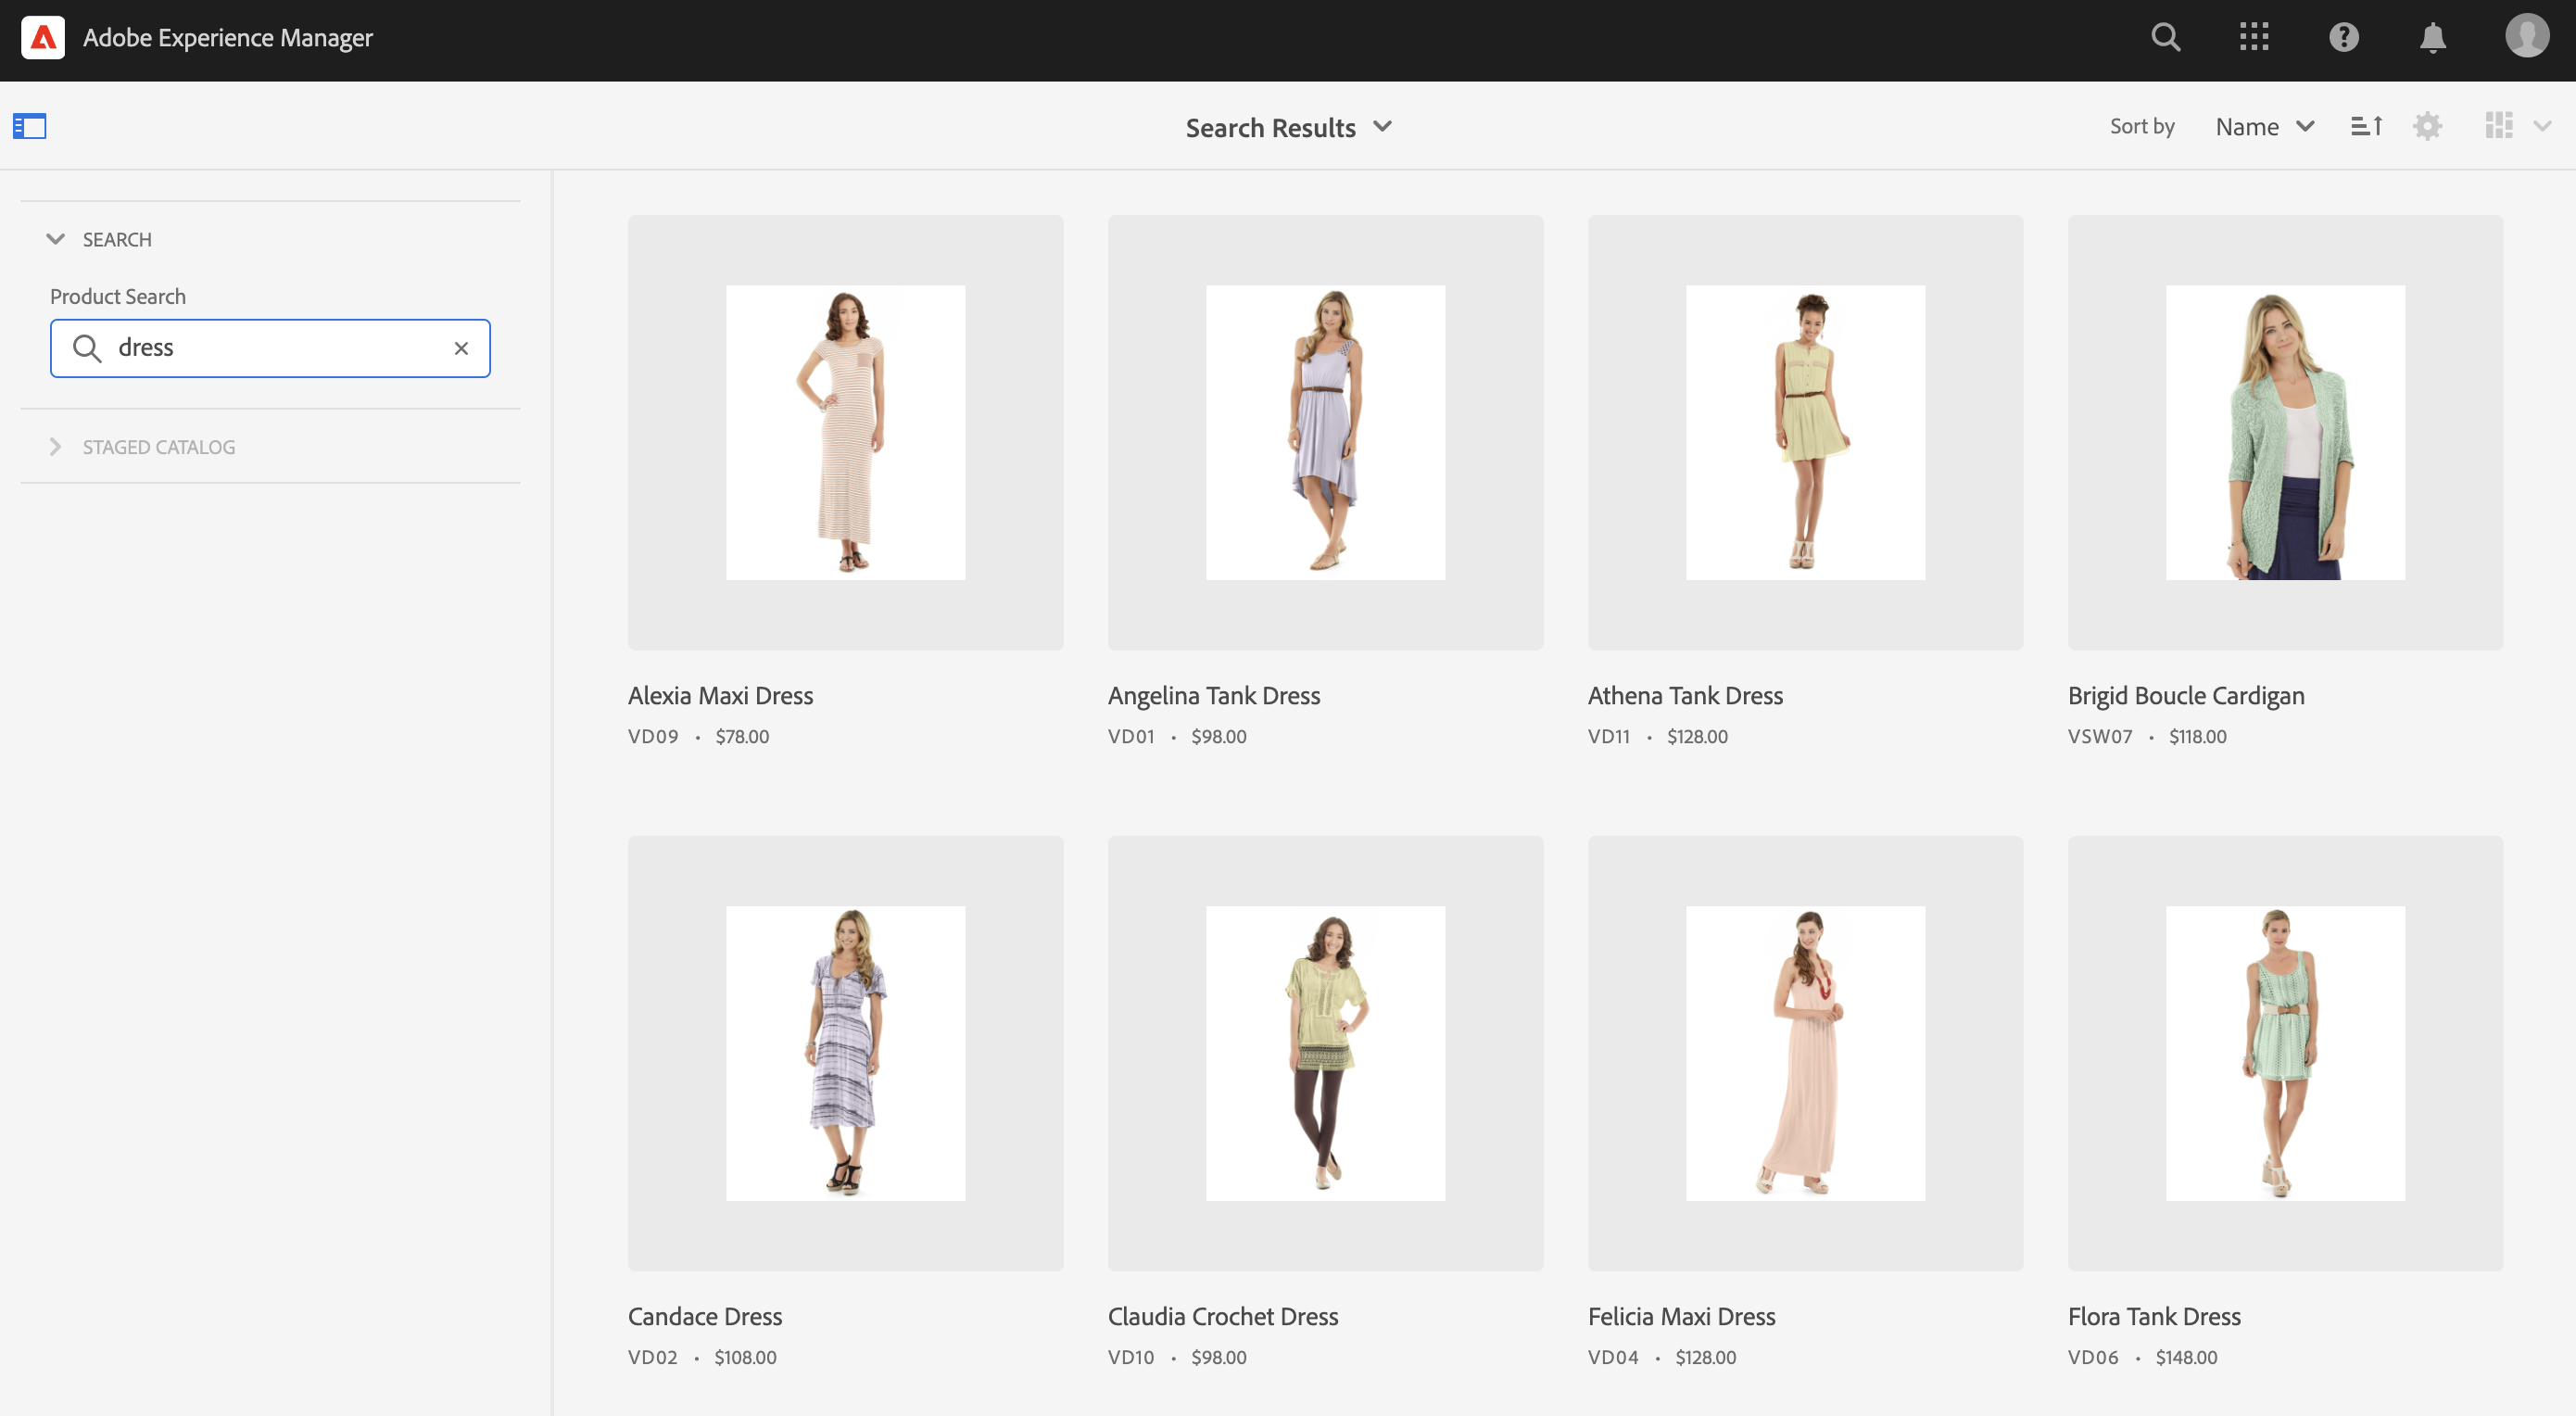 Adobe Experience Manager
Search Results
Sort by Name
SEARCH
Product Search
dress
STAGED CATALOG
Alexia Maxi Dress
VD09 • $78.00
Angelina Tank Dress
VD01 • $98.00
Athena Tank Dress
VD11 • $128.00
Brigid Boucle Cardigan
VSW07 • $118.00
Candace Dress
VD02 • $108.00
Claudia Crochet Dress
VD10 • $98.00
Felicia Maxi Dress
VD04 • $128.00
Flora Tank Dress
VD06 • $148.00